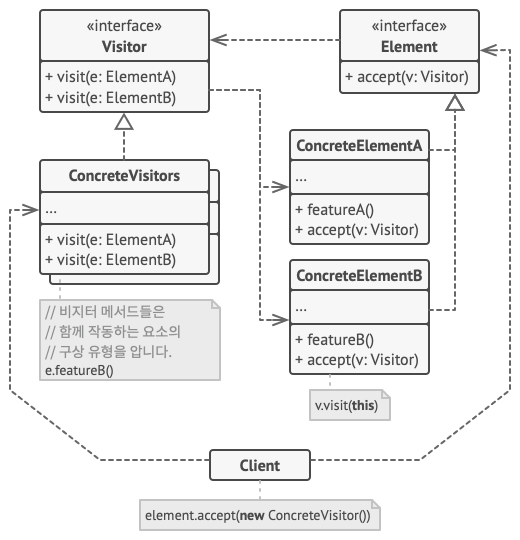 «interface»
Visitor
+ visit(e: ElementA)
+ visit(e: ElementB)
«interface»
Element
+ accept(v: Visitor)
ConcreteVisitors
...
+ visit(e: ElementA)
+ visit(e: ElementB)
ConcreteElementA
...
+ featureA()
+ accept(v: Visitor)
ConcreteElementB
...
+ featureB()
+ accept(v: Visitor)
// 비지터 메서드들은
// 함께 작동하는 요소의
// 구상 유형을 압니다.
e.featureB()
v.visit(this)
Client
element.accept(new ConcreteVisitor())